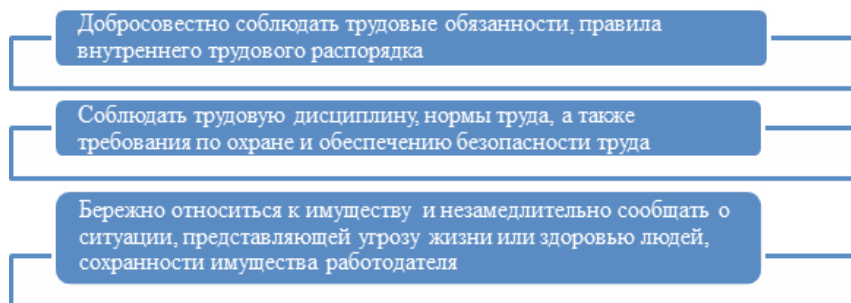 Добросовестно соблюдать трудовые обязанности, правила
внутреннего трудового распорядка
Соблюдать трудовую дисциплину, нормы труда, а также
требования по охране и обеспечению безопасности труда
Бережно относиться к имуществу и незамедлительно сообщать о
ситуации, представляющей угрозу жизни или здоровью людей,
сохранности имущества работодателя